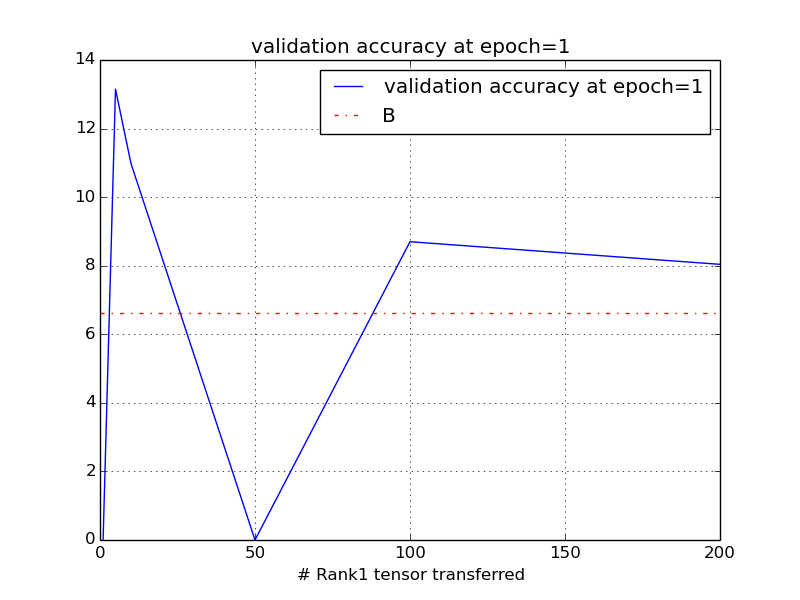 validation accuracy at epoch=1
validation accuracy at epoch=1
B
14
12
10
8
6
4
2
0
0 50 100 150 200
# Rank1 tensor transferred